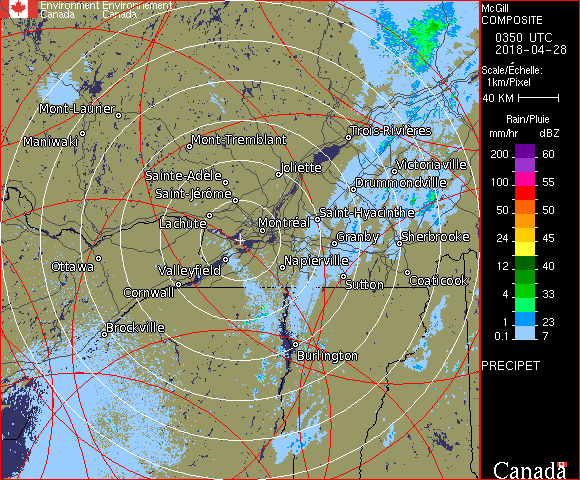 Environment Environnement
Canada Canada
McGill
COMPOSITE
0350 UTC
2018-04-28
Scale/Échelle:
1km/Pixel
40 KM
Rain/Pluie
mm/hr dBZ
200 60
100 55
50 50
24 45
12 40
4 33
1 23
0.1 7
PRECIPET
Canada
Mont-Laurier
Maniwaki
Mont-Tremblant
Trois-Rivières
Sainte-Adèle
Joliette
Victoriaville
Saint-Jérôme
Drummondville
Lachute
Montréal
Saint-Hyacinthe
Granby
Sherbrooke
Ottawa
Valleyfield
Napierville
Cornwall
Sutton
Coaticook
Brockville
Burlington